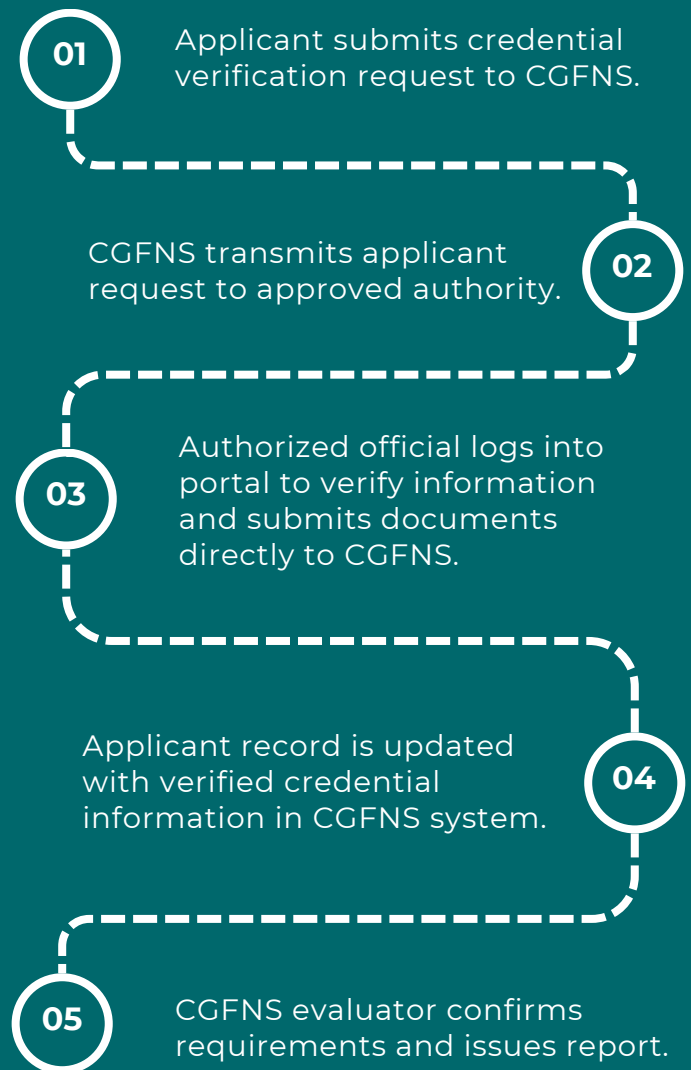 01
Applicant submits credential
verification request to CGFNS.
CGFNS transmits applicant
request to approved authority.
02
03
Authorized official logs into
portal to verify information
and submits documents
directly to CGFNS.
Applicant record is updated
with verified credential
information in CGFNS system.
04
05
CGFNS evaluator confirms
requirements and issues report.